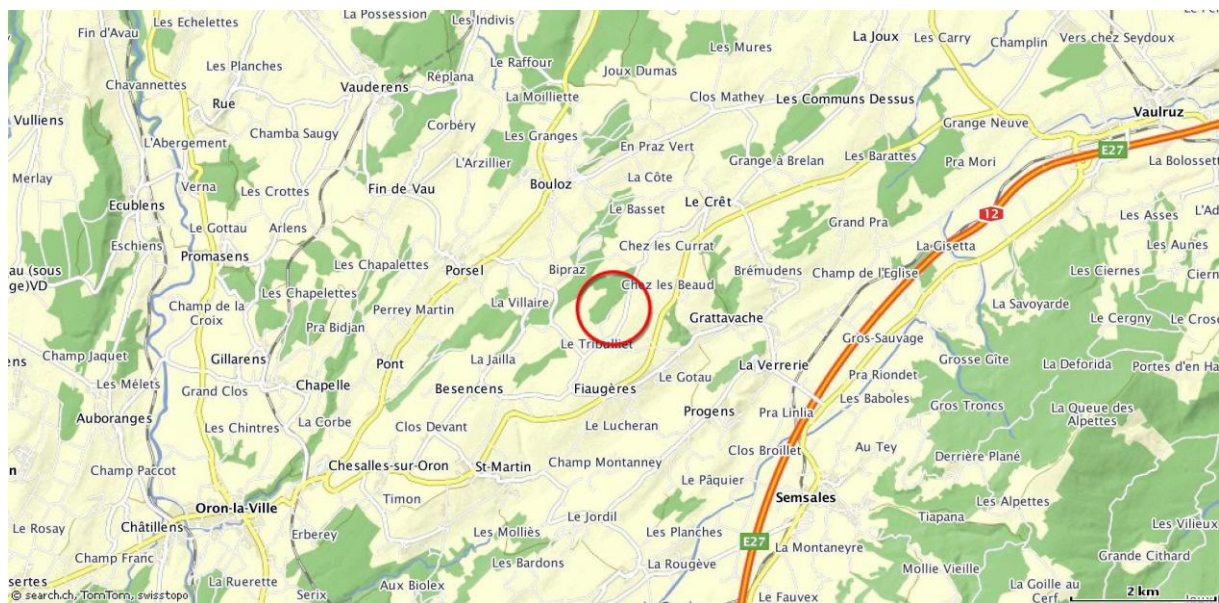 Les Echelettes
La Possession
Les Indivis
Fin d'Avau
Les Mures
La Joux
Les Carry
Champlin
Vers chez Seydoux
Les Planches
Le Raffour
Joux Dumas
Chavannettes
Vauderens
Réplana
La Moilliette
Clos Mathey
Les Communs Dessus
Vaulruz
Rue
Vulliens
Chamba Saugy
Corbéry
Les Granges
Grange Neuve
L'Abergement
En Praz Vert
E27
Merlay
Verna
Les Crottes
L'Arzillier
Grange à Brelan
Les Barattes
Pra Mori
La Bolossett
Fin de Vau
Bouloz
La Côte
Ecublens
Le Basset
Le Crêt
12
Les Asses
L'Ad
Eschiens
Le Gottau
Arlens
Grand Pra
Promasens
Chez les Currat
La Gisetta
Les Aunes
au (sous
ge)VD
Les Chapalettes
Porsel
Bipraz
Brémudens
Champ de l'Eglise
Les Ciernes
Ciern
Les Chapelettes
Chez les Beaud
Champ de la
Croix
Perrey Martin
La Villaire
La Savoyarde
Grattavache
Le Cergny
Le Cros
Pra Bidjan
Champ Jaquet
Gillarens
Le Tribulliet
Gros-Sauvage
Pont
La Jailla
La Verrerie
Grosse Gîte
La Deforida
Portes d'en Ha
Les Mélets
Grand Clos
Chapelle
Besencens
Fiaugères
Le Gotau
Pra Riondet
Auboranges
La Corbe
Progens
Pra Linlia
Les Baboles
Gros Troncs
La Queue des
Alpettes
Les Chintres
Clos Devant
Le Lucheran
Clos Broillet
Au Tey
Derrière Plané
Champ Paccot
Chesalles-sur-Oron
St-Martin
Champ Montanney
Le Pâquier
Timon
Semsales
Les Alpettes
Oron-la-Ville
Le Rosay
Châtillens
Erberey
Les Molliès
Le Jordil
Les Planches
Tiapana
Les Vilieux
Champ Franc
Les Bardons
E27
La Montaneyre
Grande Cithard
La Rougève
Mollie Vieille
sertes
La Ruerette
Aux Biolex
La Goille au
Cerf
Serix
Le Fauvex
2 km
© search.ch, TomTom, swisstopo